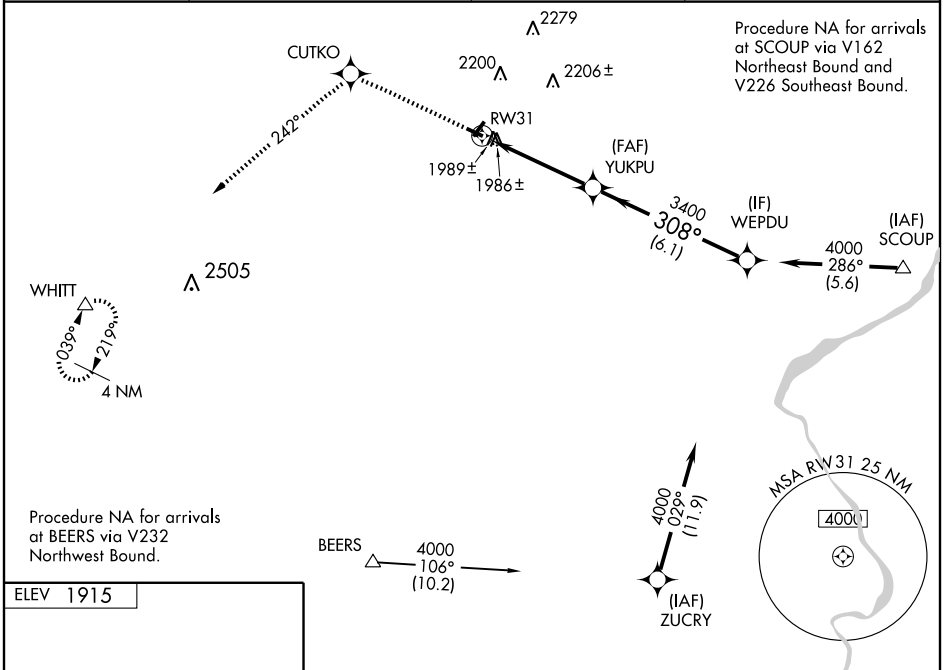 2279
Procedure NA for arrivals
at SCOUP via V162
Northeast Bound and
V226 Southeast Bound.
CUTKO
2200
2206±
RW31
242°
1989±
1986±
(FAF)
YUKPU
3400
308°
(6.1)
(IF)
WEPDU
(IAF)
SCOUP
4000
286°
(5.6)
2505
WHITT
039°
219°
4 NM
MSA RW31 25 NM
4000
4000
029°
(11.9)
Procedure NA for arrivals
at BEERS via V232
Northwest Bound.
BEERS
4000
106°
(10.2)
(IAF)
ZUCRY
ELEV 1915